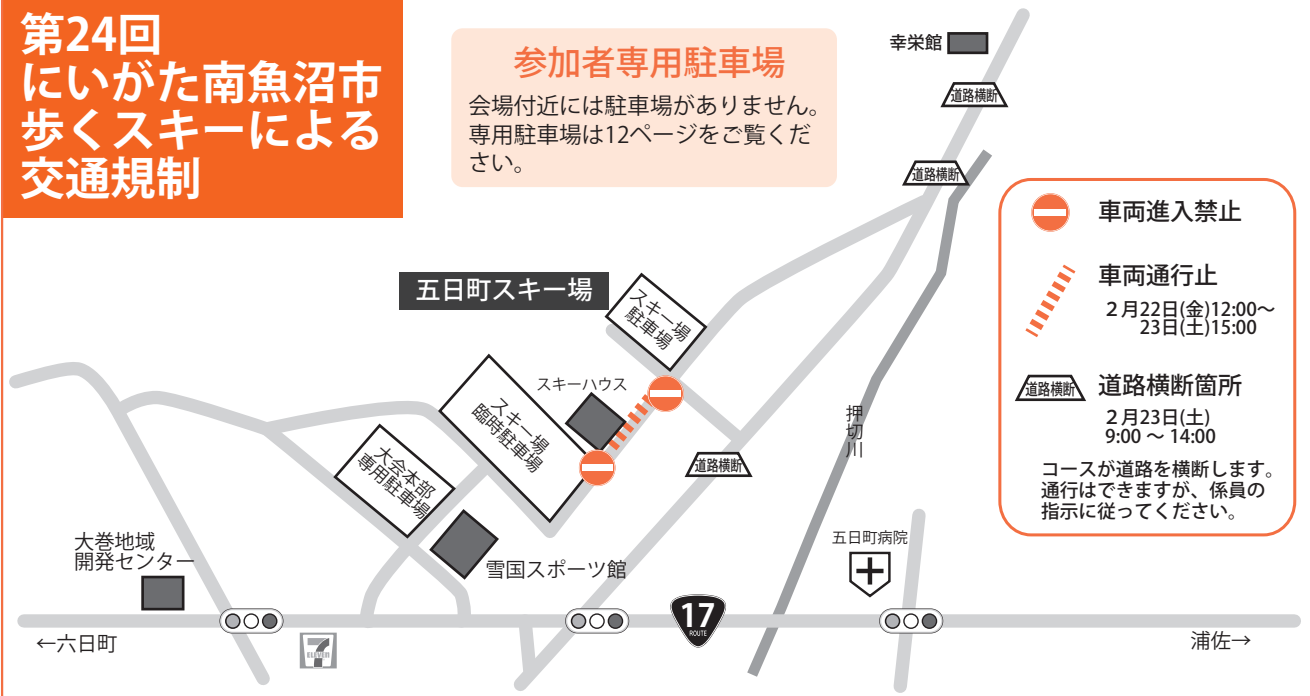 第24回
にいがた南魚沼市
歩くスキーによる
交通規制
参加者専用駐車場
会場付近には駐車場がありません。
専用駐車場は12ページをご覧くだ
さい。
幸栄館
道路横断
道路横断
車両進入禁止
車両通行止
2月22日(金)12:00〜
23日(土)15:00
道路横断
道路横断箇所
2月23日(土)
9:00 〜 14:00
コースが道路を横断します。
通行はできますが、係員の
指示に従ってください。
五日町スキー場
スキー場
駐車場
スキーハウス
スキー場
臨時駐車場
大会本部
専用駐車場
道路横断
押切川
大巻地域
開発センター
雪国スポーツ館
五日町病院
←六日町
7
ELEVEN
17
ROUTE
浦佐→